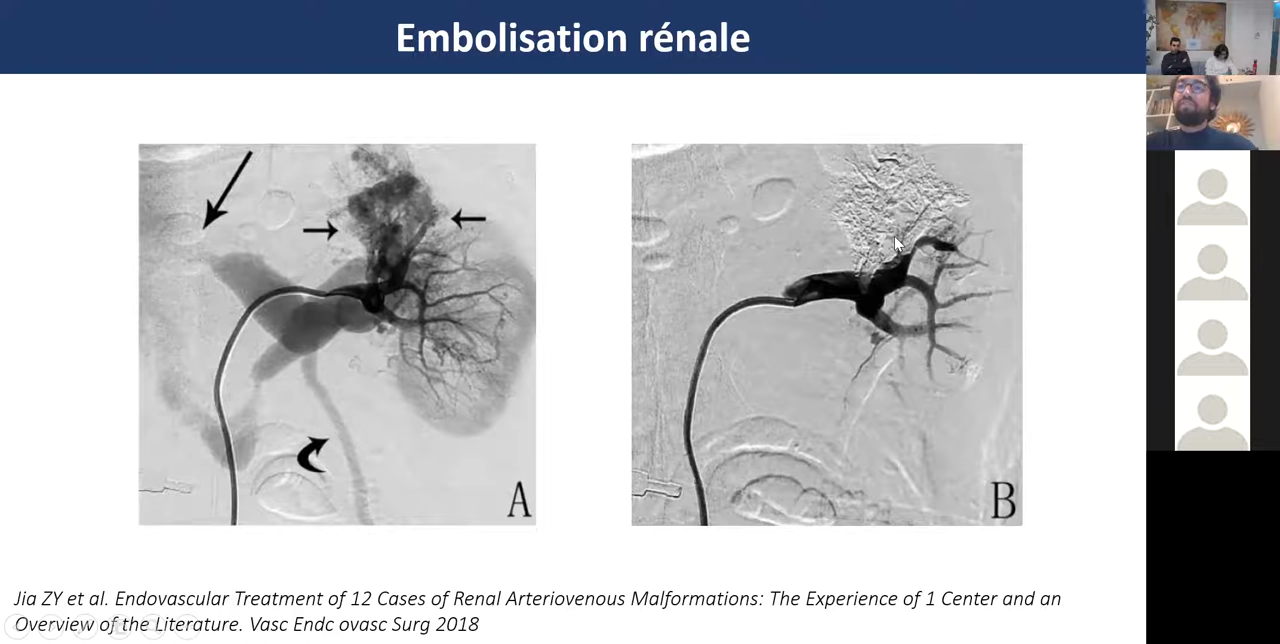 Embolisation rénale
A
B
Jia ZY et al. Endovascular Treatment of 12 Cases of Renal Arteriovenous Malformations: The Experience of 1 Center and an
Overview of the Literature. Vasc Endc ovasc Surg 2018